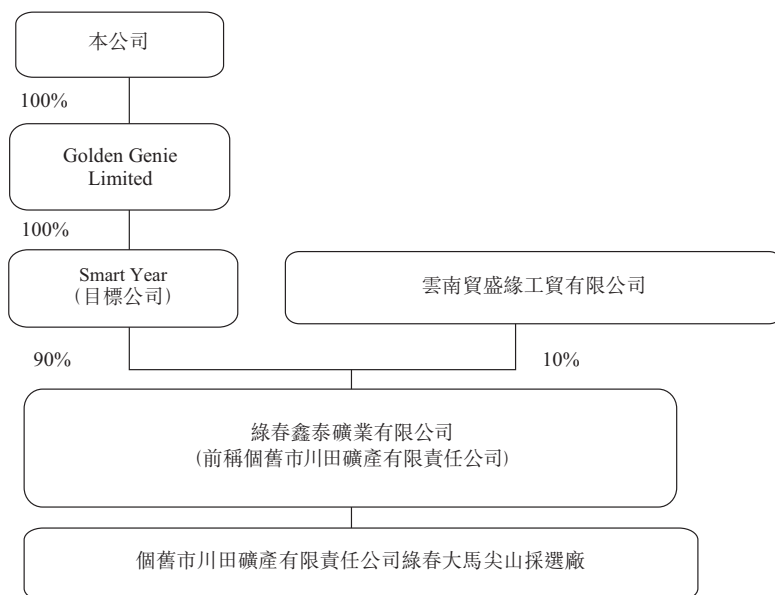 本公司
100%
Golden Genie
Limited
100%
Smart Year
(目標公司)
雲南貿盛緣工貿有限公司
90%
10%
綠春鑫泰礦業有限公司
(前稱個舊市川田礦產有限責任公司)
個舊市川田礦產有限責任公司綠春大馬尖山採選廠